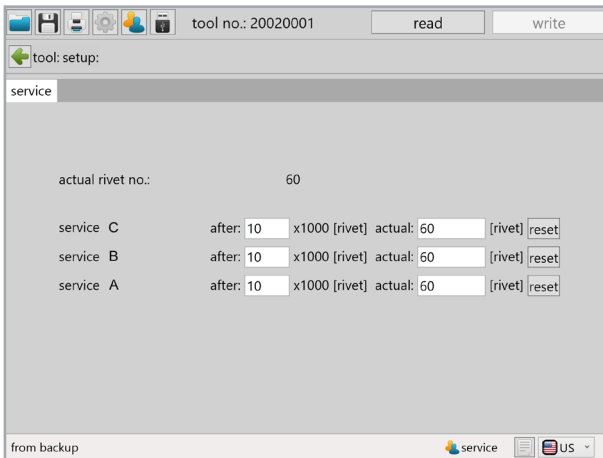 tool no.: 20020001 read write
tool: setup:
service
actual rivet no.: 60
service C after: 10 x1000 [rivet] actual: 60 [rivet] reset
service B after: 10 x1000 [rivet] actual: 60 [rivet] reset
service A after: 10 x1000 [rivet] actual: 60 [rivet] reset
from backup service US